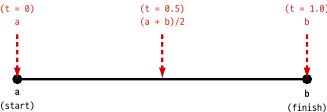 (t = 0) (t = 0.5) (t = 1.0)
a (a + b)/2 b
a b
(start) (finish)